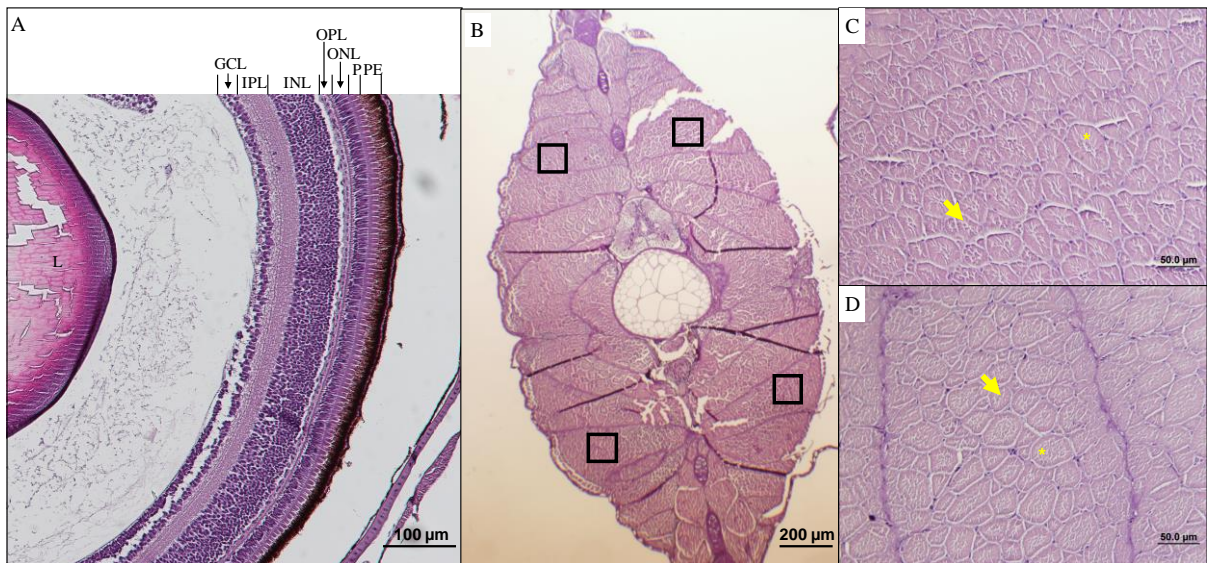 A
OPL
ONL
GCL
IPL
INL
P
PE
L
100 µm
B
200 µm
C
*
50.0 µm
D
*
50.0 µm